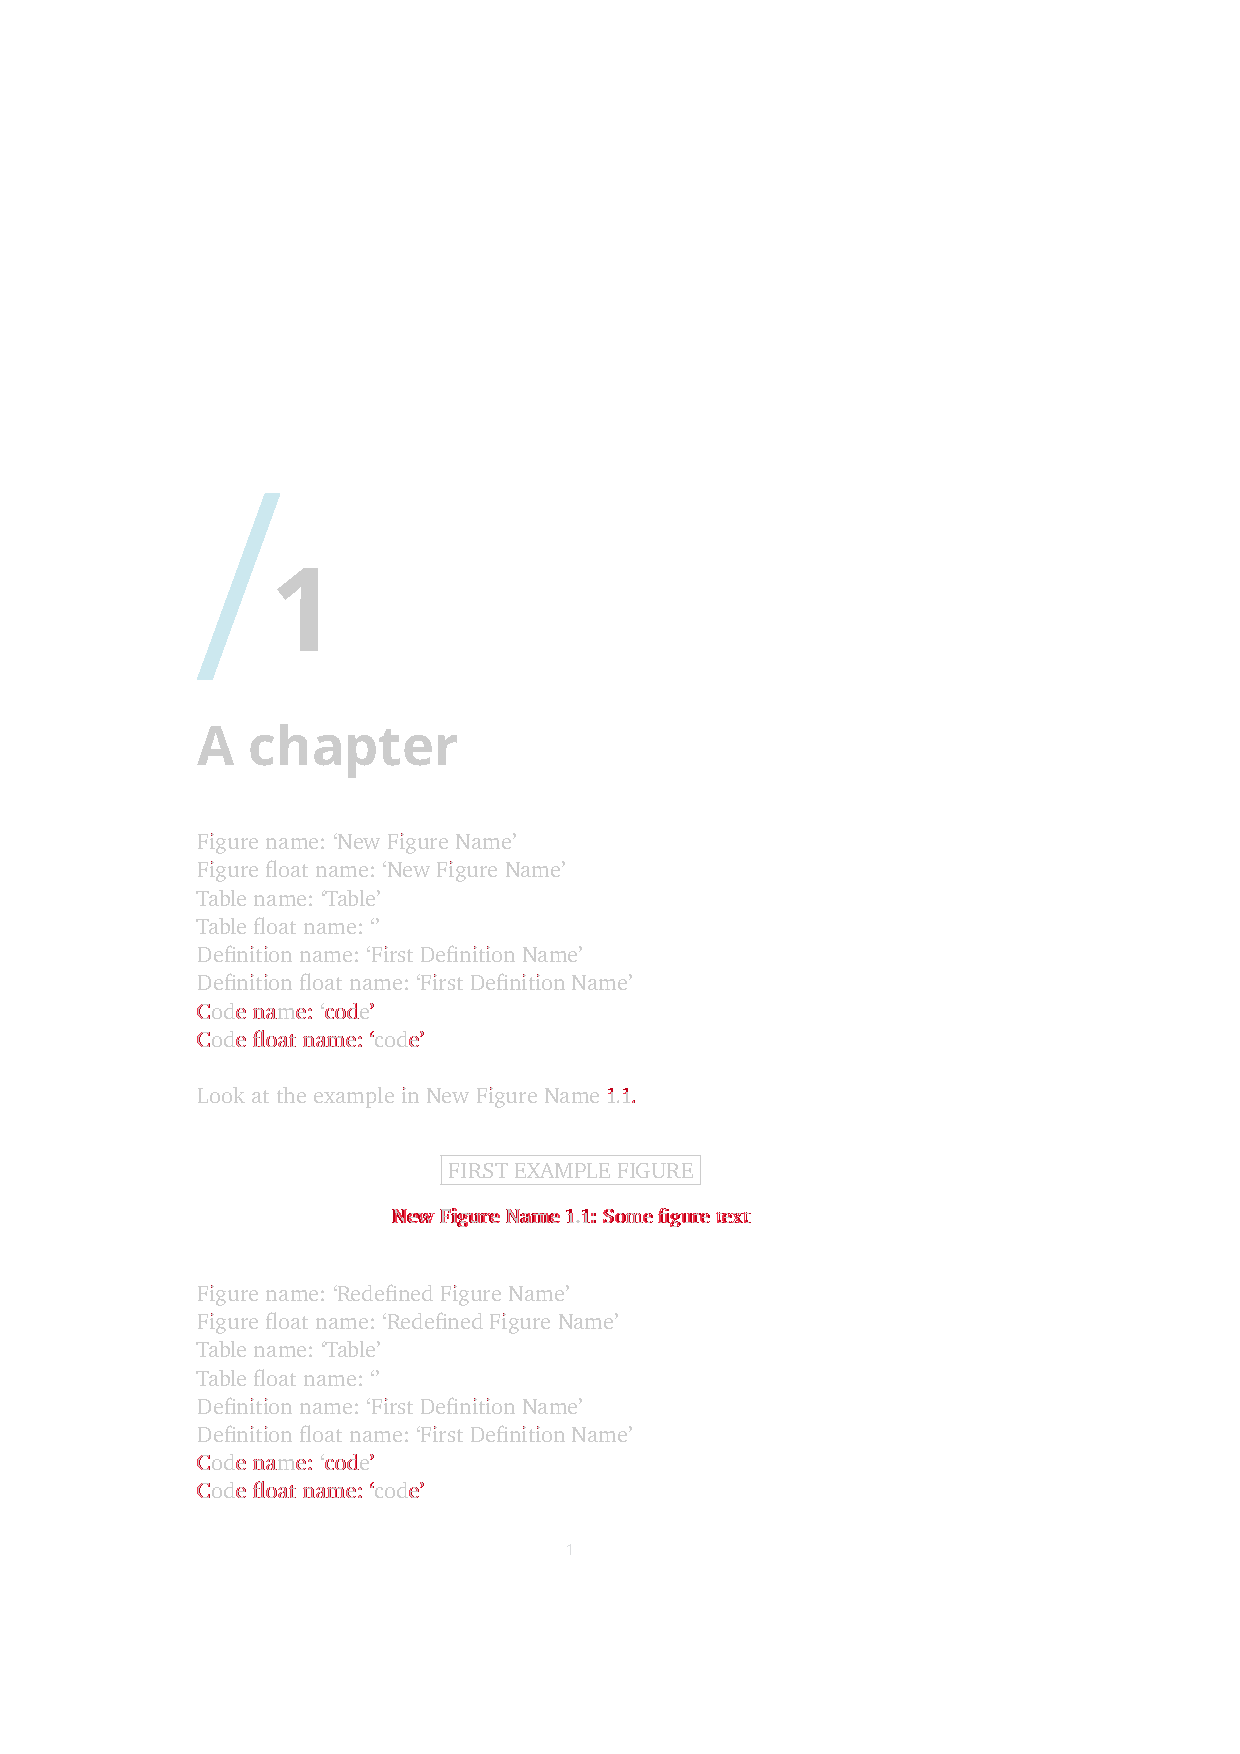 /1
A chapter
Figure name: ‘New Figure Name’
Figure float name: ‘New Figure Name’
Table name: ‘Table’
Table float name: ‘’
Definition name: ‘First Definition Name’
Definition float name: ‘First Definition Name’
Code name: ‘code’
Code float name: ‘code’
Look at the example in New Figure Name 1.1.
FIRST EXAMPLE FIGURE
New Figure Name 1.1: Some figure text
Figure name: ‘Redefined Figure Name’
Figure float name: ‘Redefined Figure Name’
Table name: ‘Table’
Table float name: ‘’
Definition name: ‘First Definition Name’
Definition float name: ‘First Definition Name’
Code name: ‘code’
Code float name: ‘code’
1